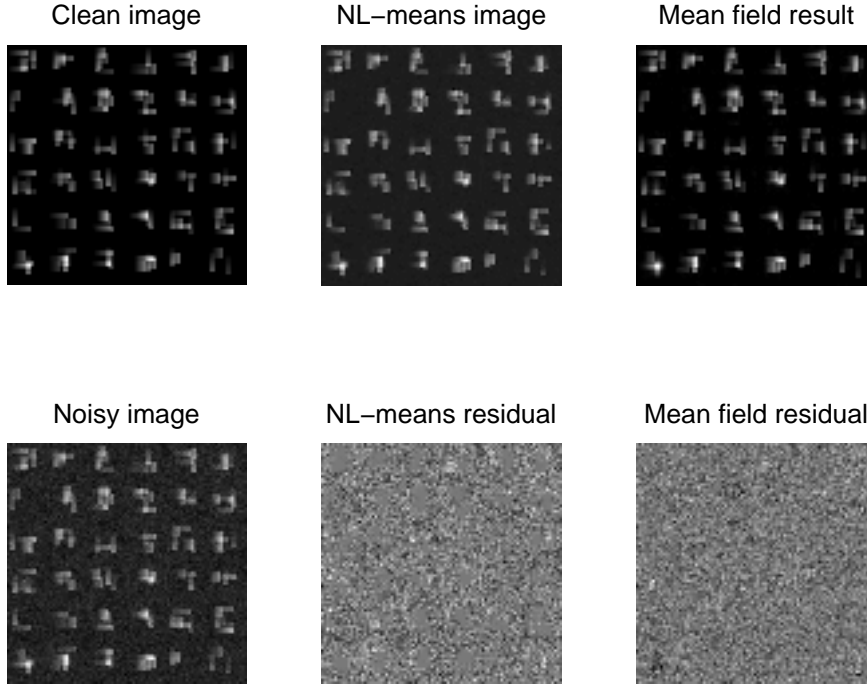 Clean image
NL−means image
Mean field result
Noisy image
NL−means residual
Mean field residual